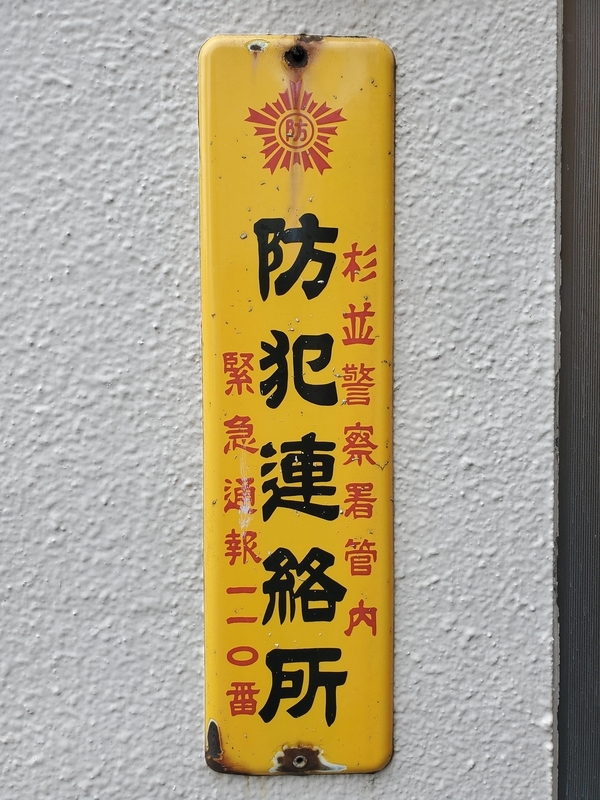 防
杉並警察署管内
防犯連絡所
緊急通報一一〇番